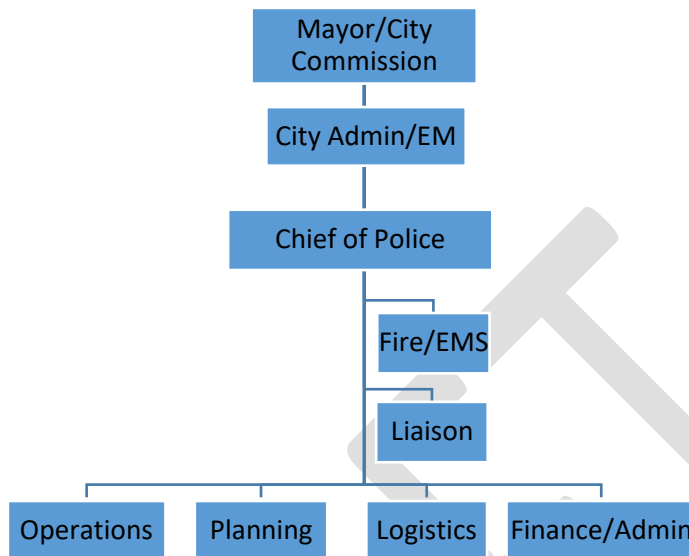 Mayor/City
Commission
City Admin/EM
Chief of Police
Fire/EMS
Liaison
Operations
Planning
Logistics
Finance/Admin